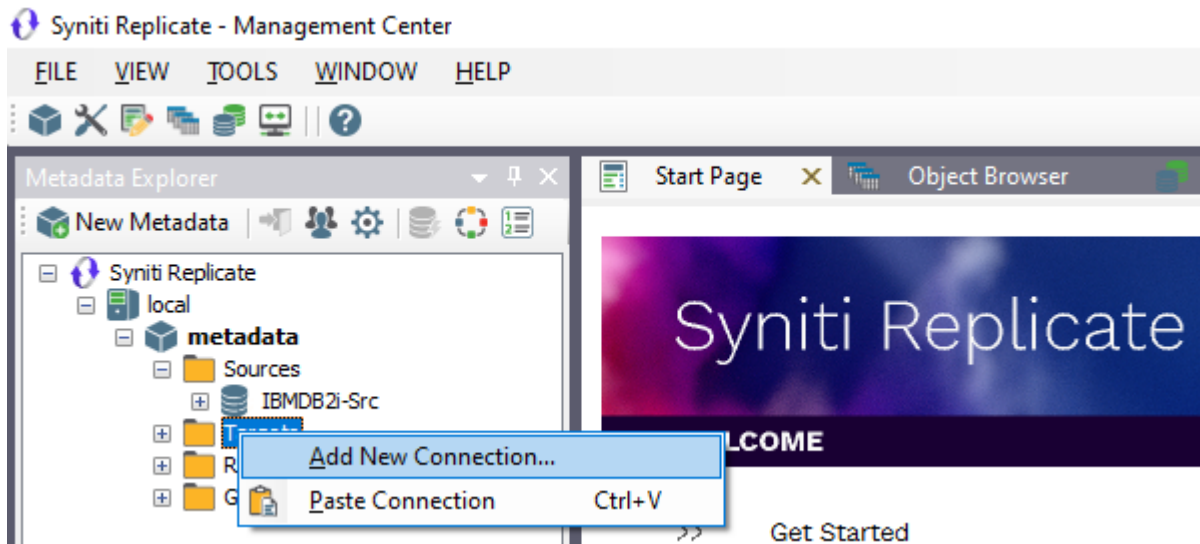 Syniti Replicate - Management Center
FILE VIEW TOOLS WINDOW HELP
Metadata Explorer
Start Page
Object Browser
New Metadata
Syniti Replicate
local
metadata
Sources
IBMDB2i-Src
Targets
R
G
Add New Connection...
Paste Connection Ctrl+V
Syniti Replicate
LCOME
>> Get Started